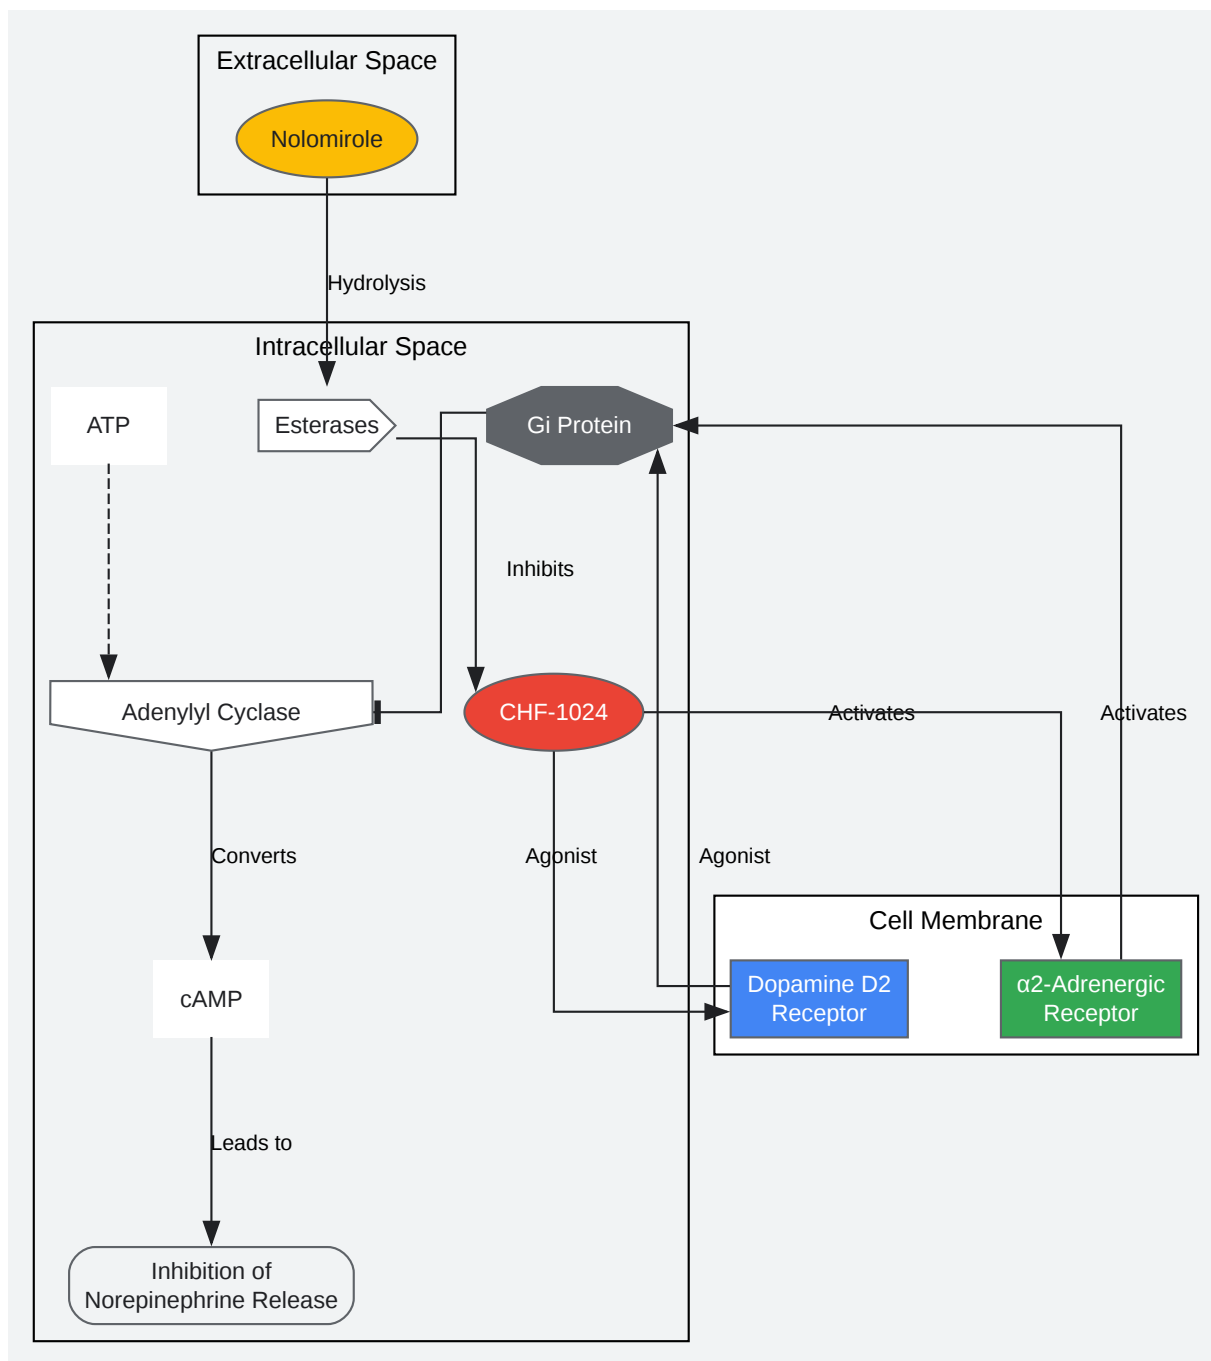 Extracellular Space
Nolomirole
Hydrolysis
Intracellular Space
ATP
Esterases
Gi Protein
Inhibits
Adenylyl Cyclase
CHF-1024
Activates
Activates
Converts
Agonist
Agonist
Cell Membrane
cAMP
Dopamine D2
Receptor
α2-Adrenergic
Receptor
Leads to
Inhibition of
Norepinephrine Release